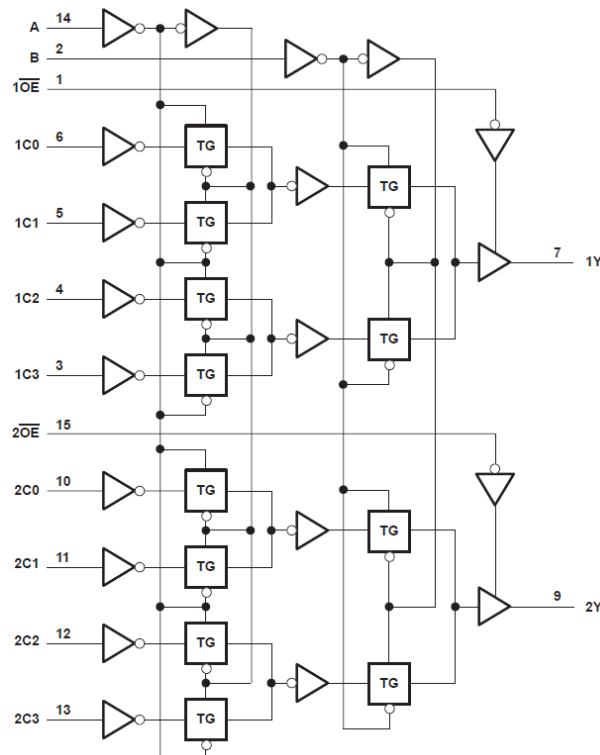 A 14
B 2
1OE 1
1C0 6 TG
TG
1C1 5 TG
7 1Y
1C2 4 TG
TG
1C3 3 TG
2OE 15
2C0 10 TG
TG
2C1 11 TG
9 2Y
2C2 12 TG
TG
2C3 13 TG